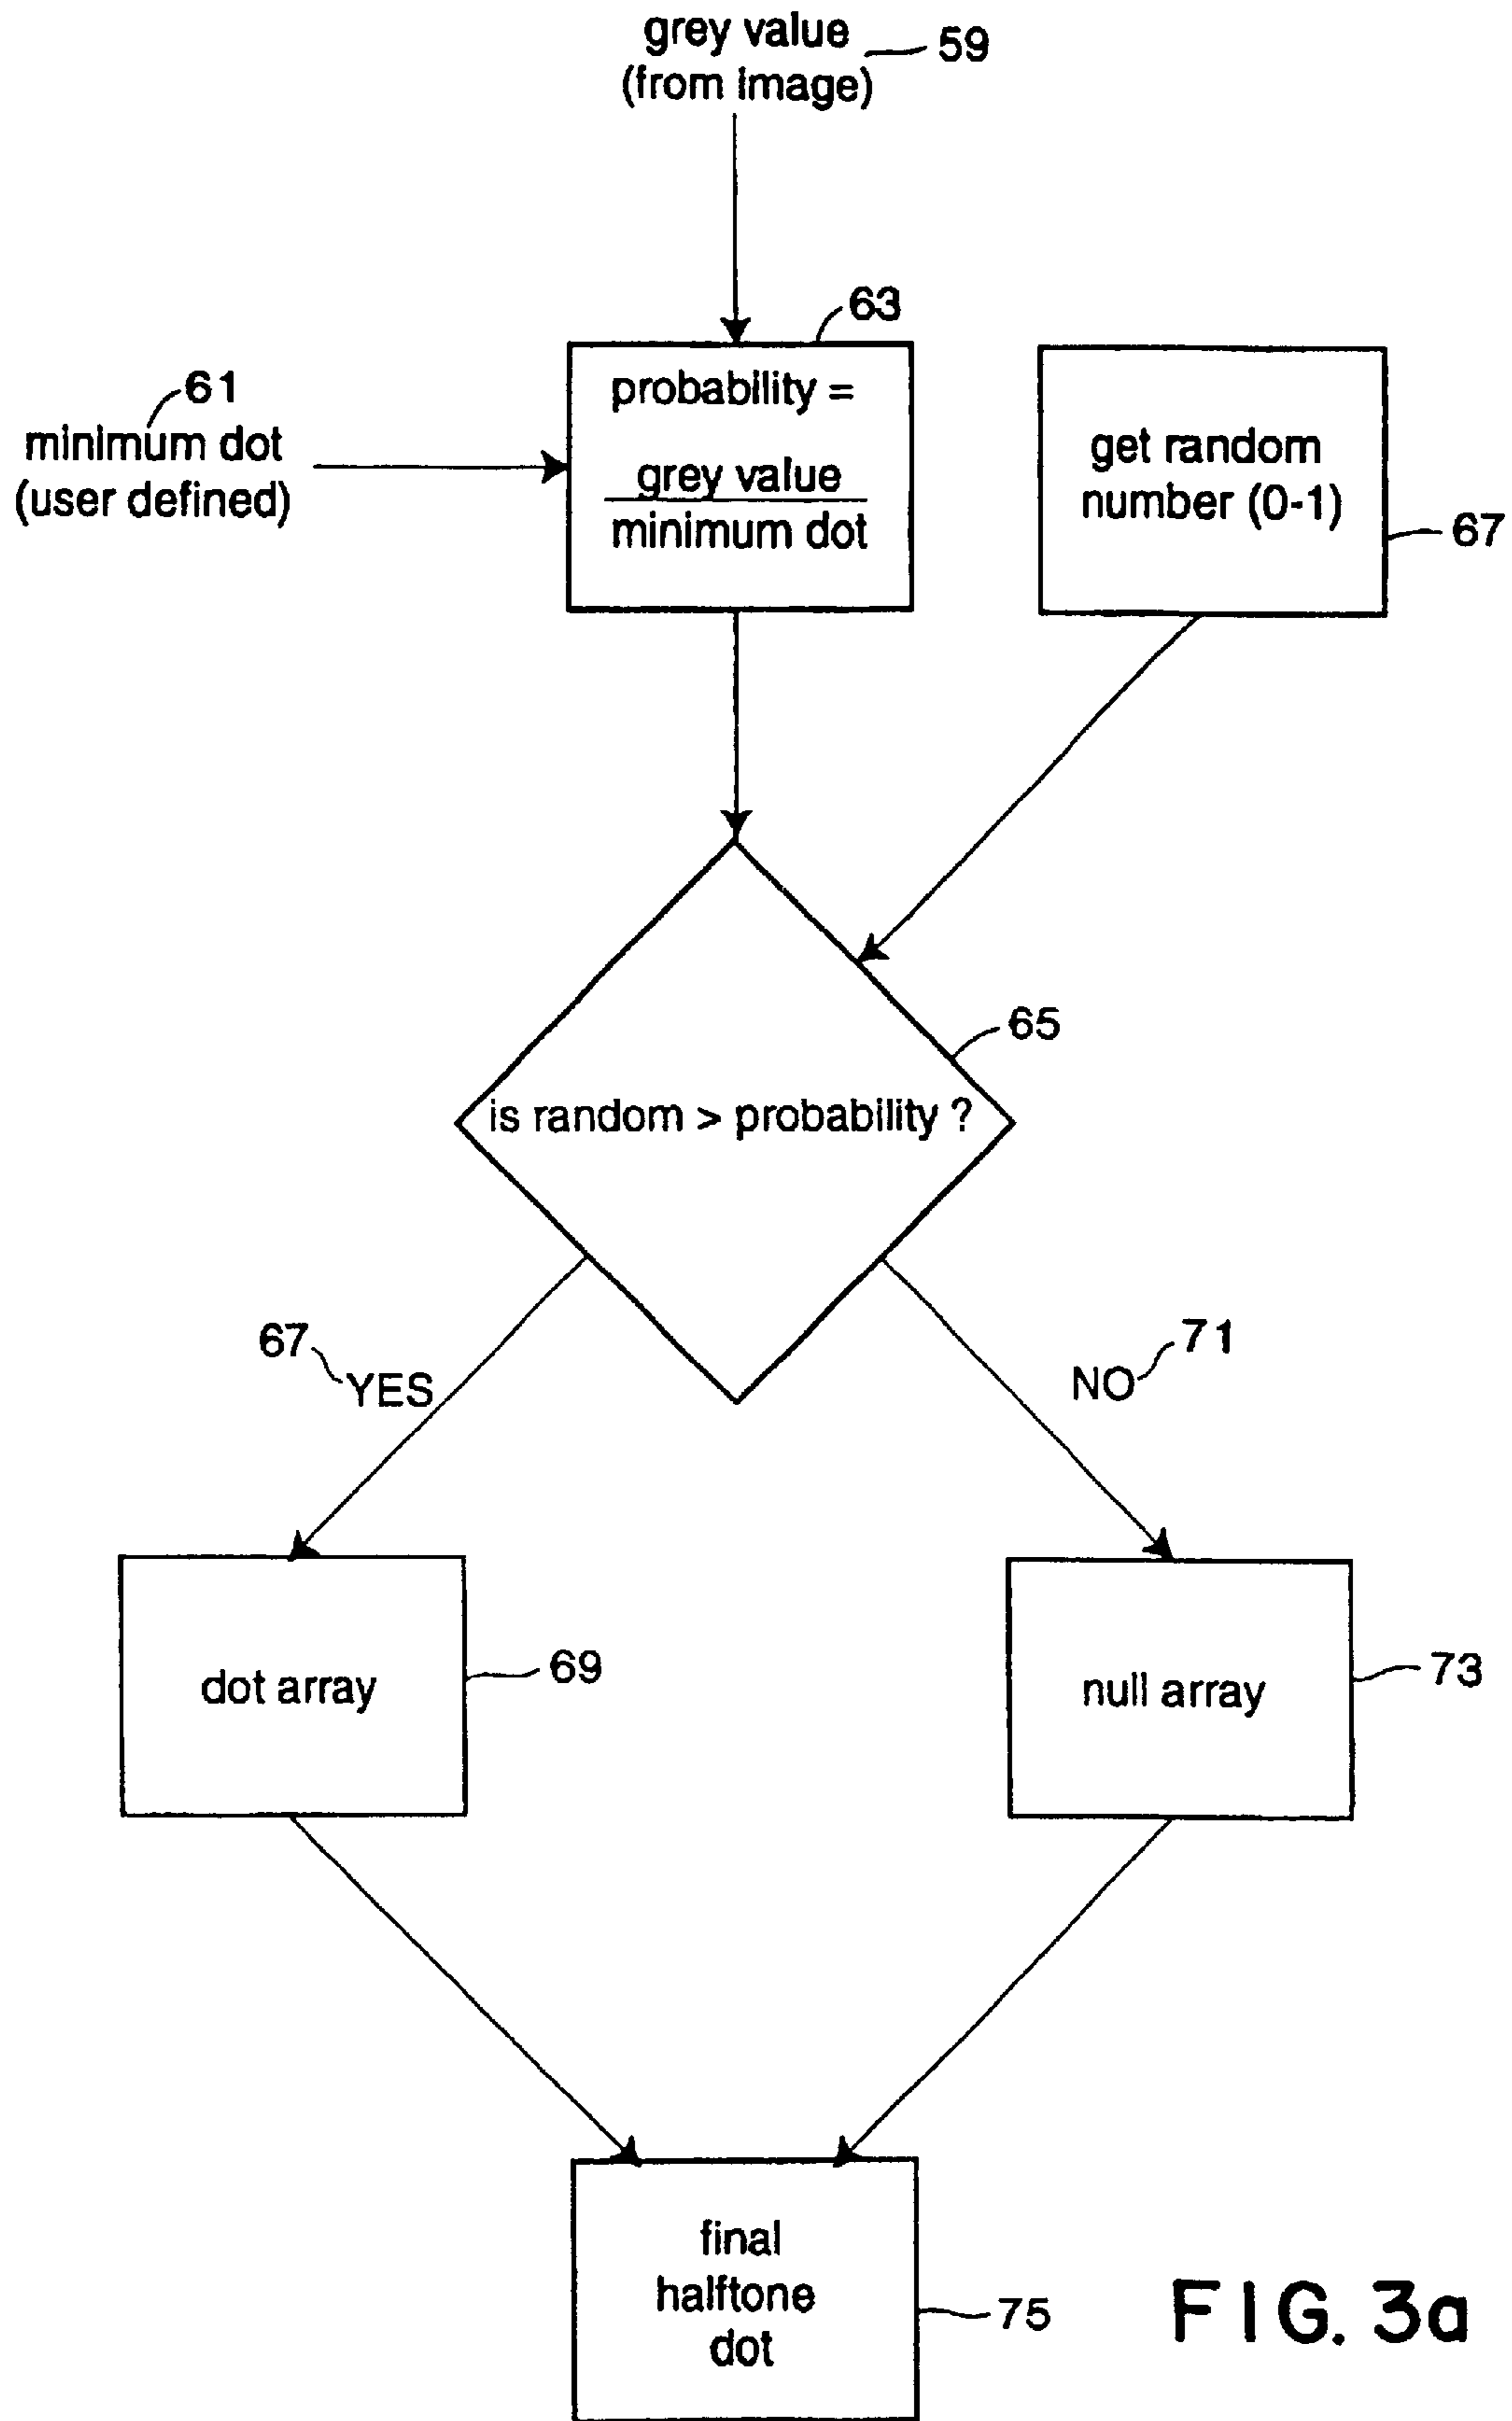 grey value
(from image)
59
63
probability =
grey value
minimum dot
61
minimum dot
(user defined)
get random
number (0-1)
67
65
is random > probability ?
67
YES
71
NO
dot array
69
null array
73
final
halftone
dot
75
FIG. 3a